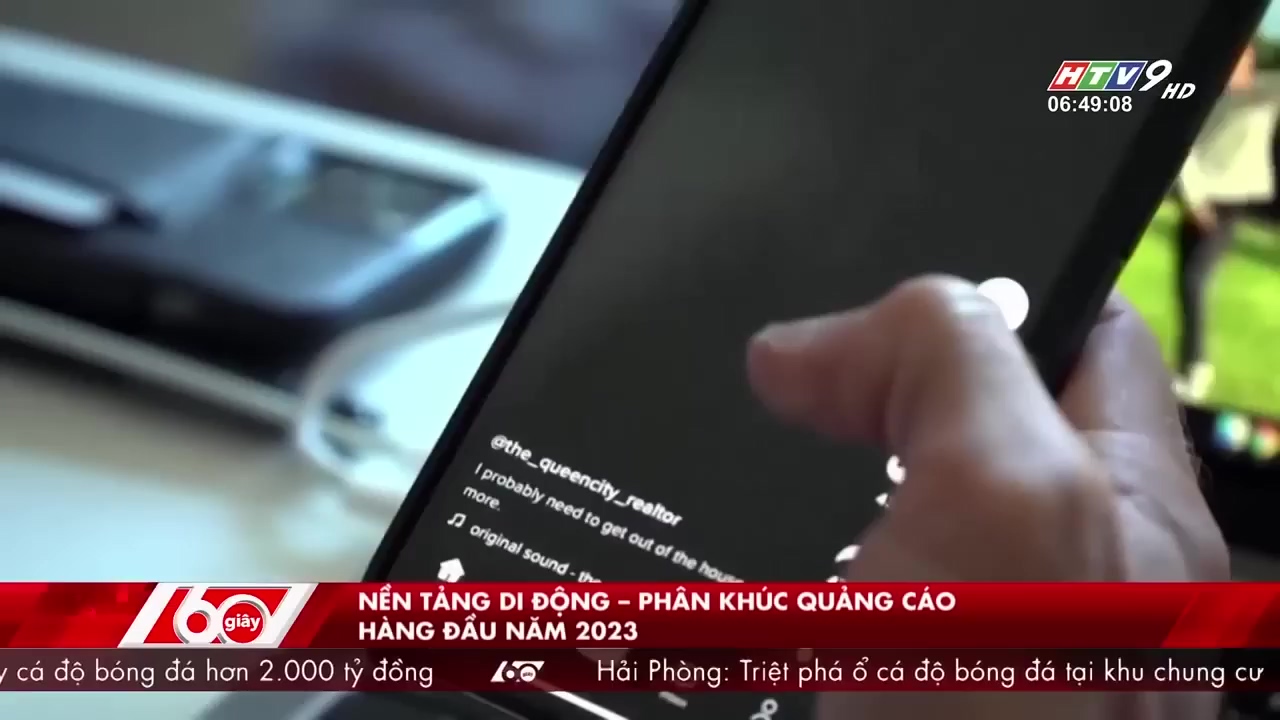 HTV9 HD
06:49:08
@the_queencity_realtor
I probably need to get out of the house
more.
original sound - the
60 giây
NỀN TẢNG DI ĐỘNG – PHÂN KHÚC QUẢNG CÁO
HÀNG ĐẦU NĂM 2023
cá độ bóng đá hơn 2.000 tỷ đồng 60 giây Hải Phòng: Triệt phá ổ cá độ bóng đá tại khu chung cư